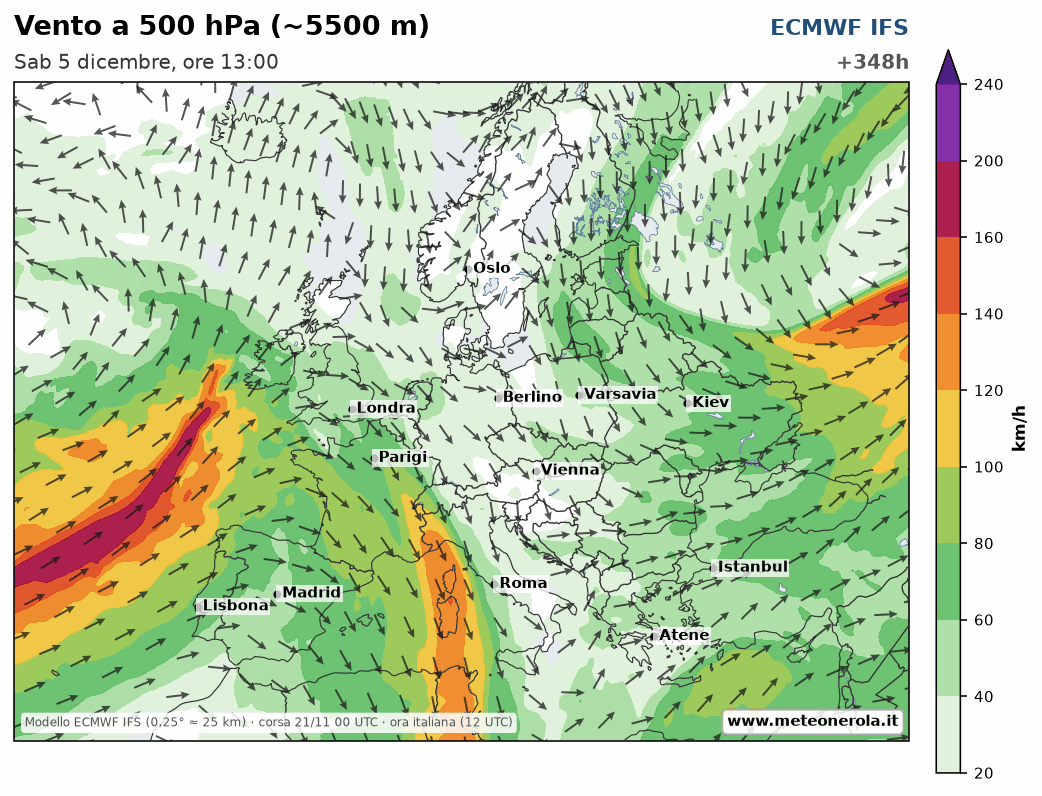 Vento a 500 hPa (~5500 m)
ECMWF IFS
Sab 5 dicembre, ore 13:00
+348h
240
200
160
140
120
100
80
60
40
20
km/h
Oslo
Berlino
Varsavia
Kiev
Londra
Parigi
Vienna
Istanbul
Roma
Madrid
Lisbona
Atene
Modello ECMWF IFS (0,25° ≈ 25 km) · corsa 21/11 00 UTC · ora italiana (12 UTC)
www.meteonerola.it